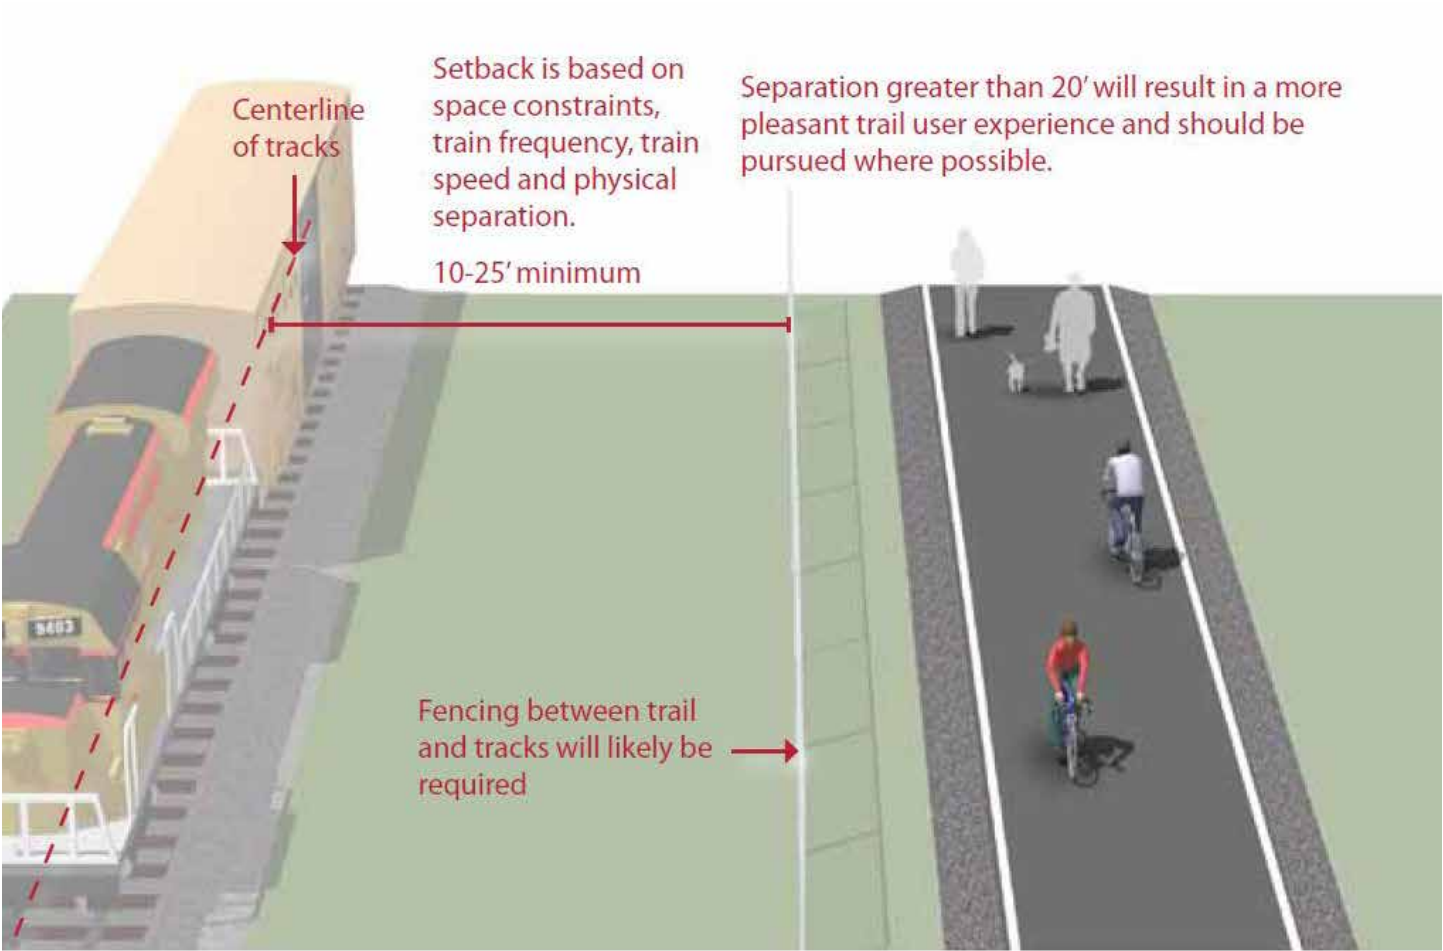 Centerline
of tracks
Setback is based on
space constraints,
train frequency, train
speed and physical
separation.
10-25' minimum
Separation greater than 20' will result in a more
pleasant trail user experience and should be
pursued where possible.
Fencing between trail
and tracks will likely be
required